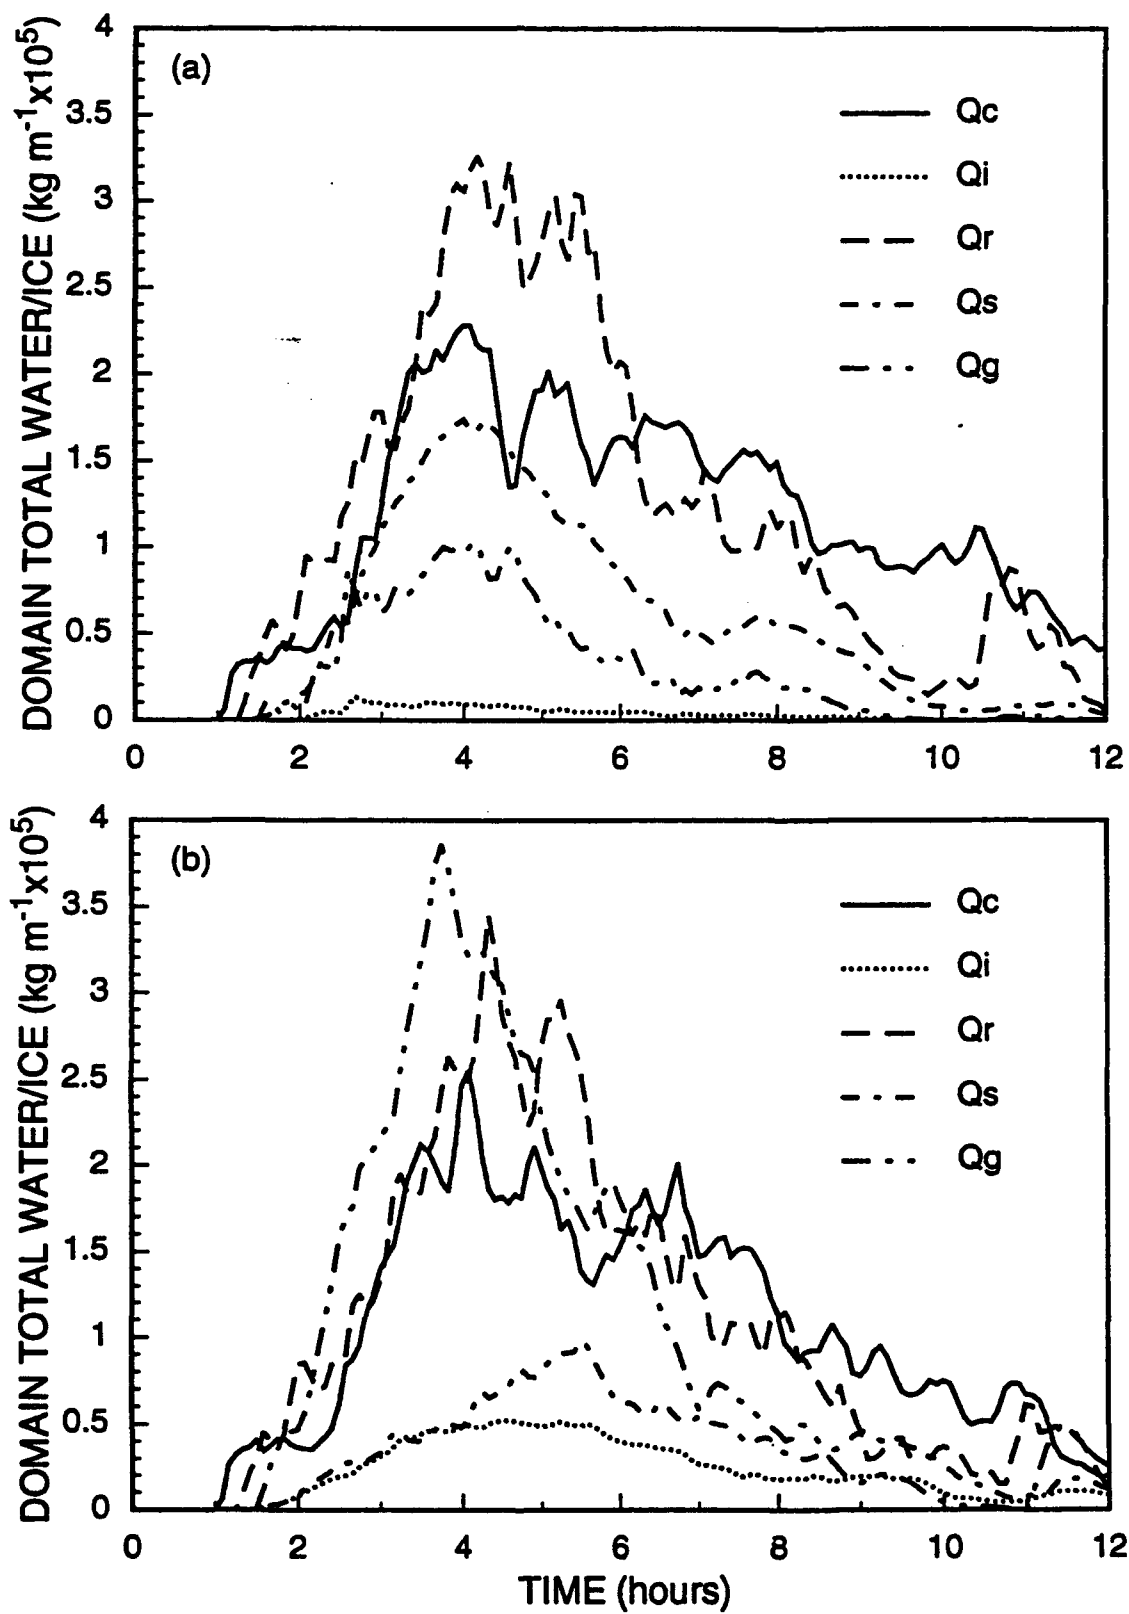 DOMAIN TOTAL WATER/ICE (kg m⁻¹x10⁵)
(a)
4
3.5
3
2.5
2
1.5
1
0.5
0
0 2 4 6 8 10 12
Qc
Qi
Qr
Qs
Qg
DOMAIN TOTAL WATER/ICE (kg m⁻¹x10⁵)
(b)
4
3.5
3
2.5
2
1.5
1
0.5
0
0 2 4 6 8 10 12
Qc
Qi
Qr
Qs
Qg
TIME (hours)